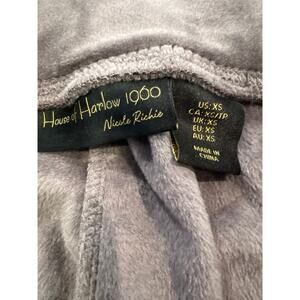 House of Harlow 1960
Nicole Richie
US: XS
CA: XS/TP
UK: XS
EU: XS
AU: XS
MADE IN
CHINA